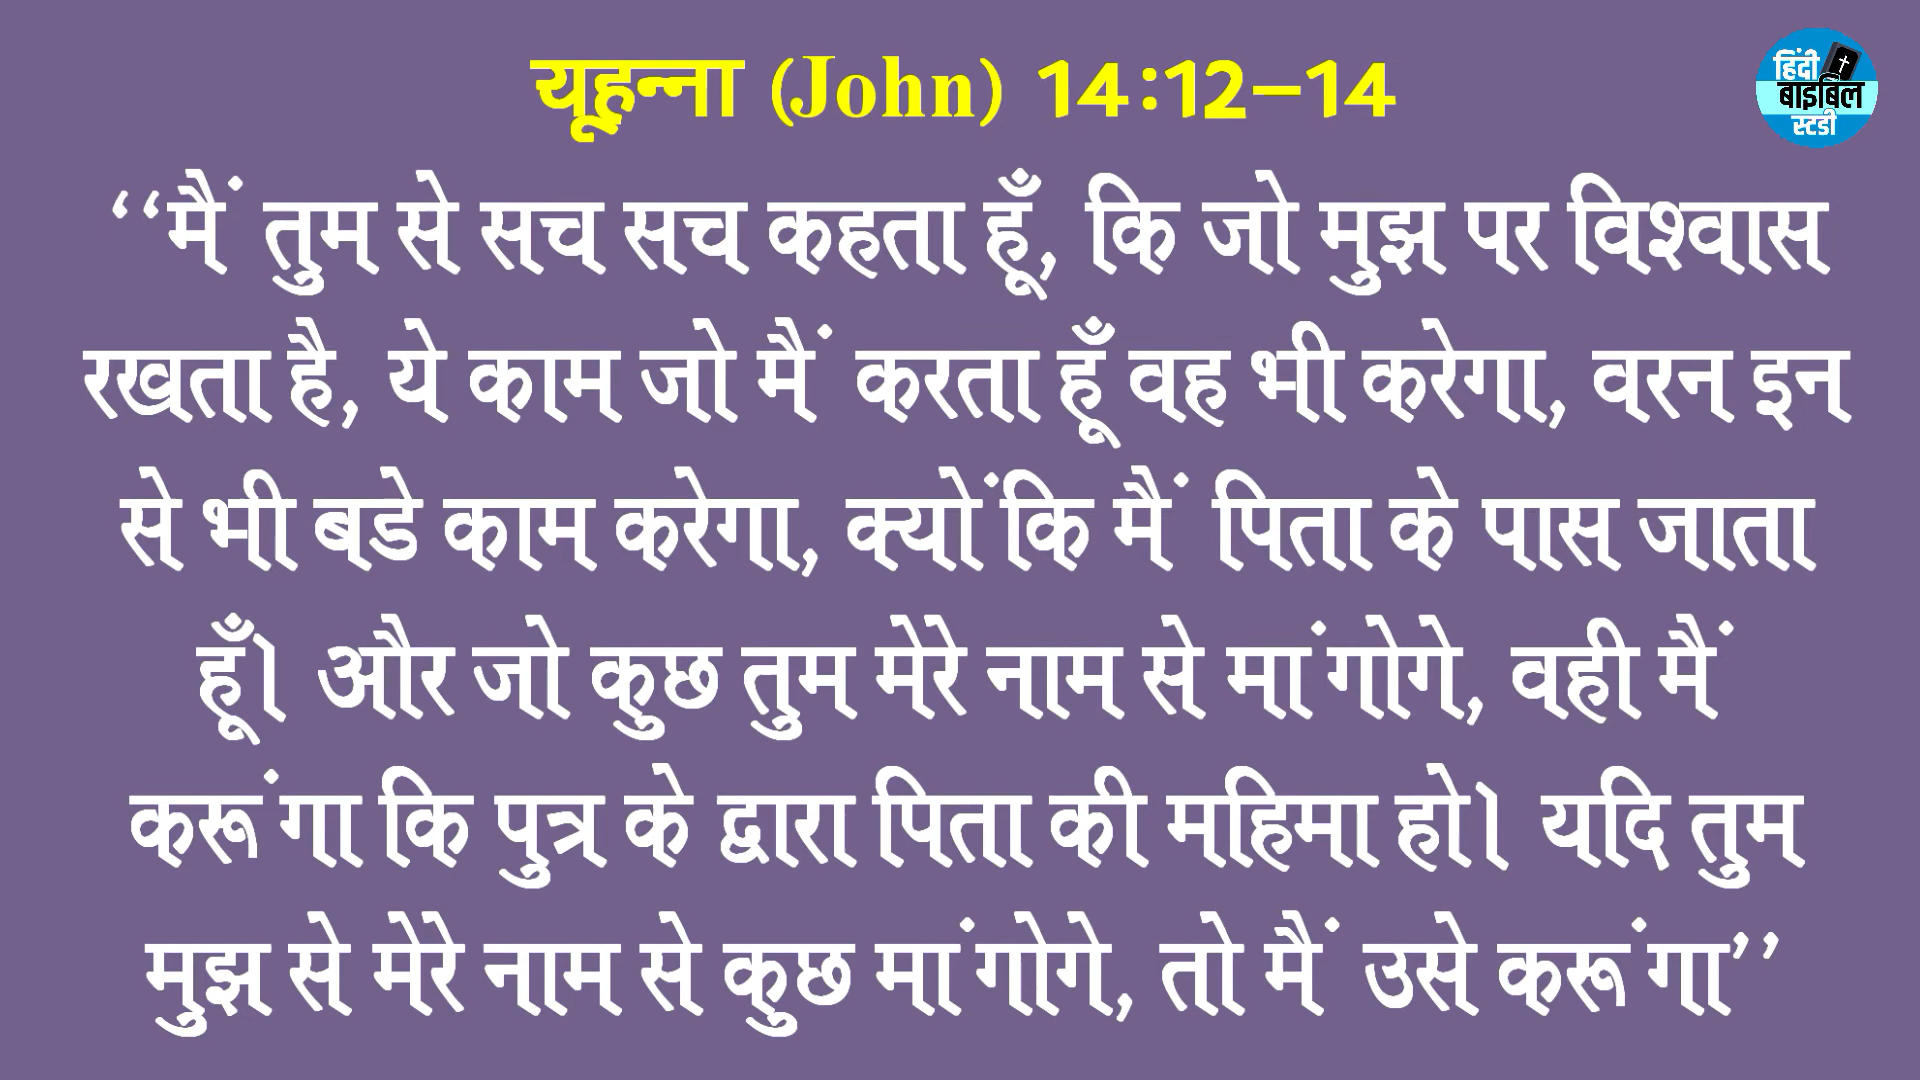 यूहन्ना (John) 14:12–14
हिंदी
बाइबिल
स्टडी
‘‘मैं तुम से सच सच कहता हूँ, कि जो मुझ पर विश्वास
रखता है, ये काम जो मैं करता हूँ वह भी करेगा, वरन इन
से भी बडे काम करेगा, क्योंकि मैं पिता के पास जाता
हूँ। और जो कुछ तुम मेरे नाम से मांगोगे, वही मैं
करूंगा कि पुत्र के द्वारा पिता की महिमा हो। यदि तुम
मुझ से मेरे नाम से कुछ मांगोगे, तो मैं उसे करूंगा’’